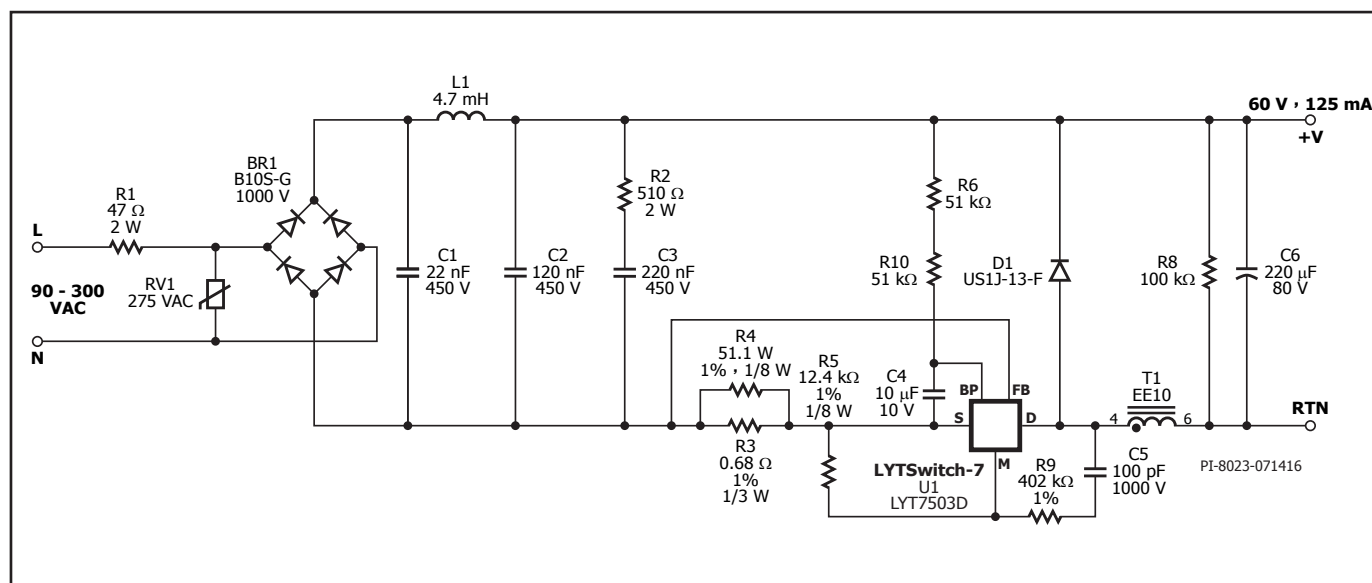 L1
4.7 mH
60 V，125 mA
+V
BR1
B10S-G
1000 V
R1
47 Ω
2 W
L
90 - 300
VAC
N
RV1
275 VAC
C1
22 nF
450 V
C2
120 nF
450 V
R2
510 Ω
2 W
C3
220 nF
450 V
R6
51 kΩ
R10
51 kΩ
D1
US1J-13-F
R8
100 kΩ
C6
220 µF
80 V
R4
51.1 W
1%，1/8 W
R3
0.68 Ω
1%
1/3 W
R5
12.4 kΩ
1%
1/8 W
C4
10 µF
10 V
BP
FB
S
D
M
LYTSwitch-7
U1
LYT7503D
R9
402 kΩ
1%
C5
100 pF
1000 V
T1
EE10
4
6
RTN
PI-8023-071416